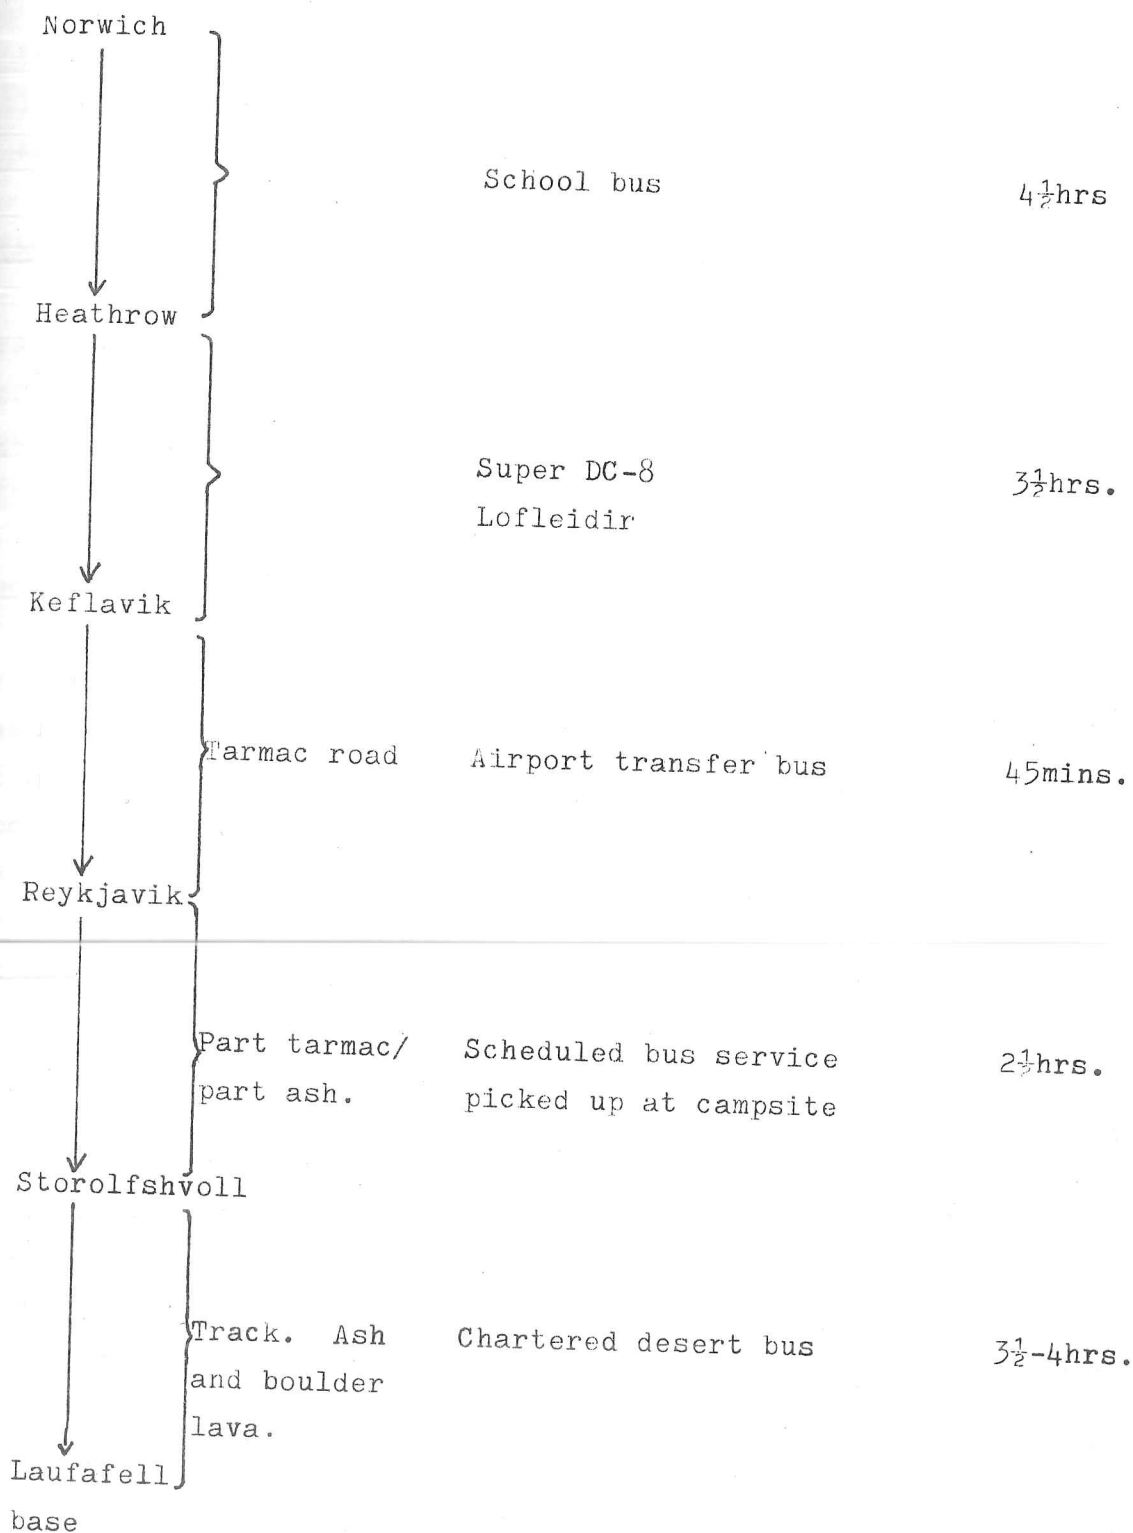 Norwich
School bus 4½hrs
Heathrow
Super DC-8 3½hrs.
Lofleidir
Keflavik
Tarmac road Airport transfer bus 45mins.
Reykjavik
Part tarmac/ Scheduled bus service 2½hrs.
part ash. picked up at campsite
Storolfshvoll
Track. Ash Chartered desert bus 3½-4hrs.
and boulder
lava.
Laufafell
base